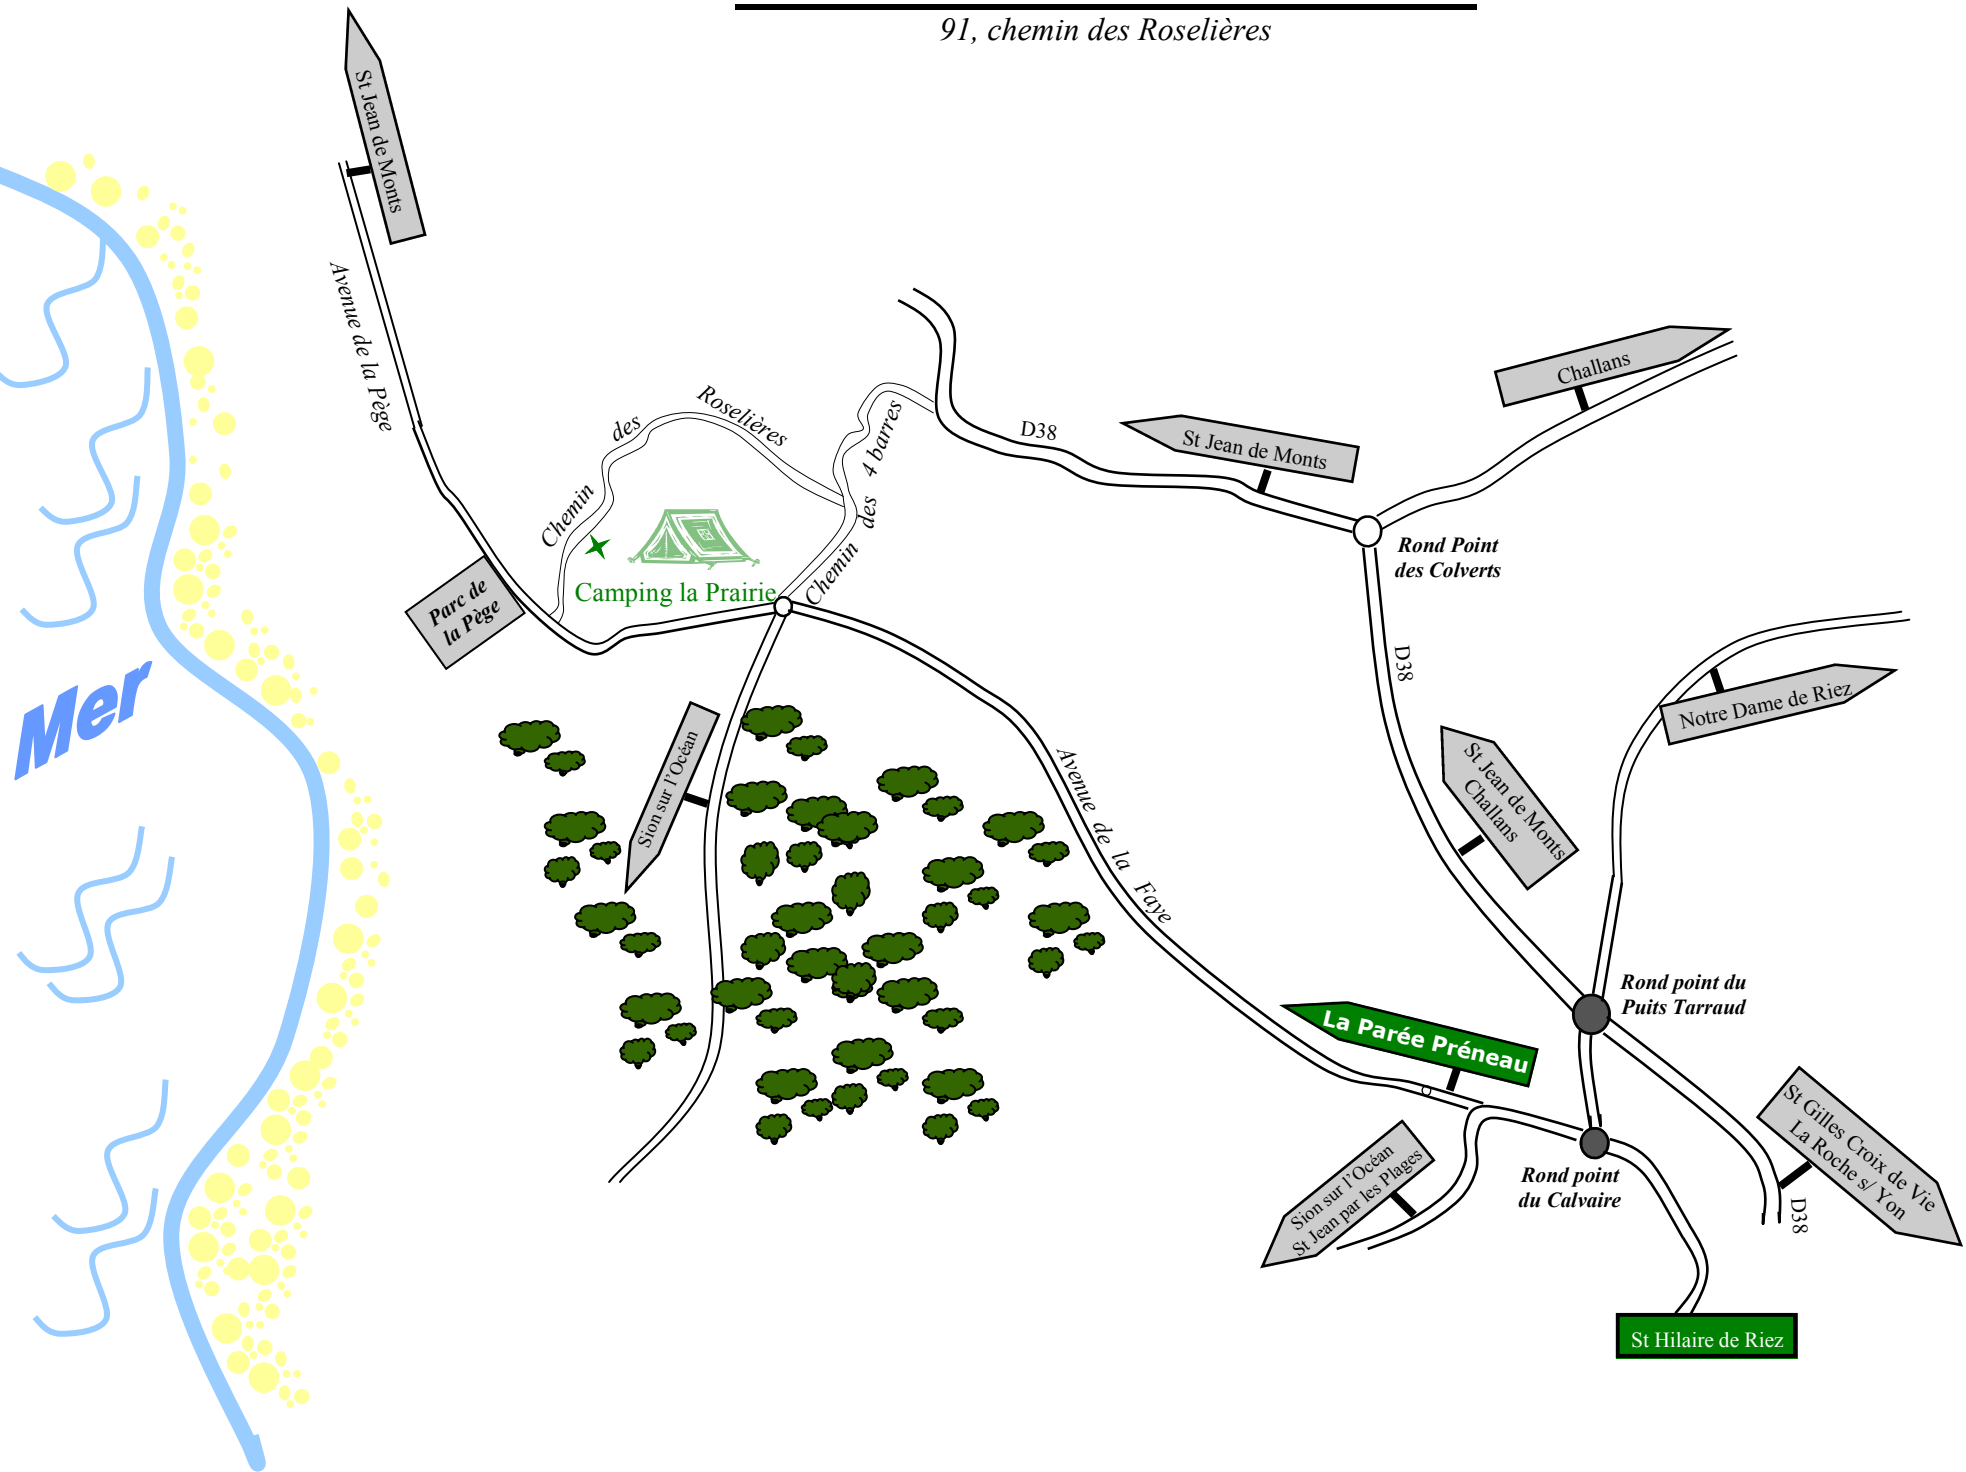 91, chemin des Roselières
St Jean de Monts
Avenue de la Pège
Chemin des Roselières
Chemin des 4 barres
D38
St Jean de Monts
Challans
Rond Point
des Colverts
Camping la Prairie
Parc de
la Pège
D38
Notre Dame de Riez
Mer
Sion sur l'Océan
Avenue de la Faye
St Jean de Monts
Challans
Rond point du
Puits Tarraud
La Parée Préneau
St Gilles Croix de Vie
La Roche s/ Yon
D38
Sion sur l'Océan
St Jean par les Plages
Rond point
du Calvaire
St Hilaire de Riez